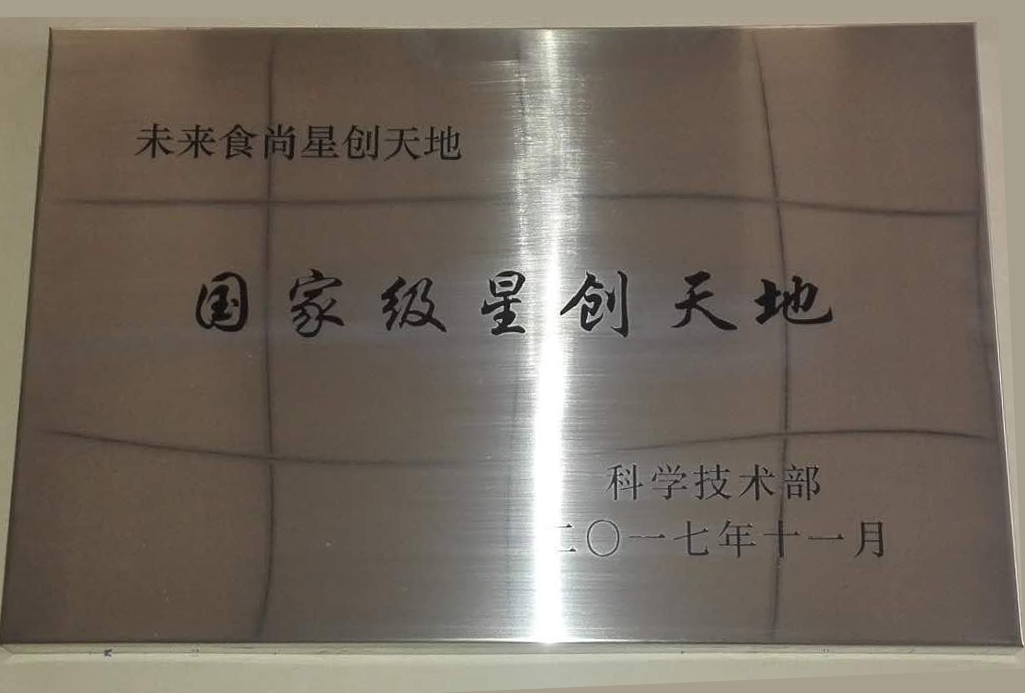 未来食尚星创天地
国家级星创天地
科学技术部
二〇一七年十一月